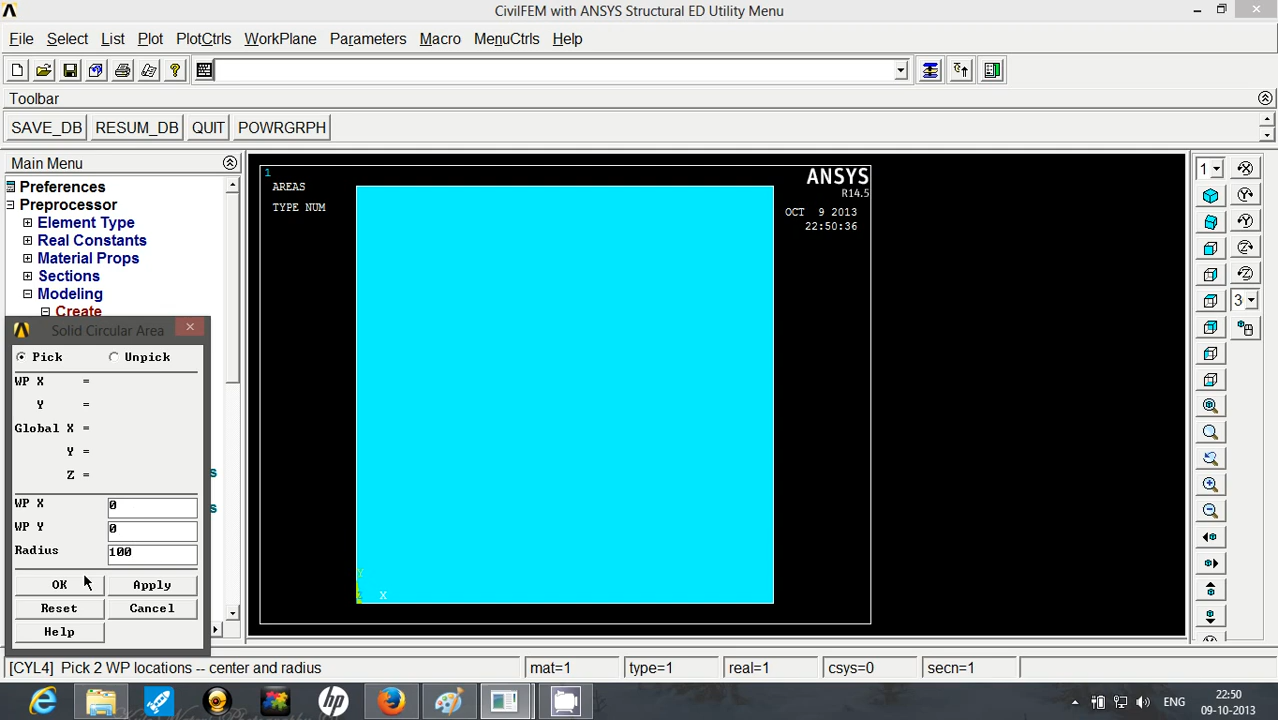 CivilFEM with ANSYS Structural ED Utility Menu
File Select List Plot PlotCtrls WorkPlane Parameters Macro MenuCtrls Help
Toolbar
SAVE_DB RESUM_DB QUIT POWRGRPH
Main Menu
Preferences
Preprocessor
Element Type
Real Constants
Material Props
Sections
Modeling
Create
Solid Circular Area
Pick Unpick
WP X =
Y =
Global X =
Y =
Z =
WP X 0
WP Y 0
Radius 100
OK Apply
Reset Cancel
Help
s
s
1
AREAS
TYPE NUM
ANSYS
R14.5
OCT 9 2013
22:50:36
Y
Z X
1
3
[CYL4] Pick 2 WP locations -- center and radius
mat=1 type=1 real=1 csys=0 secn=1
hp
ENG
22:50
09-10-2013